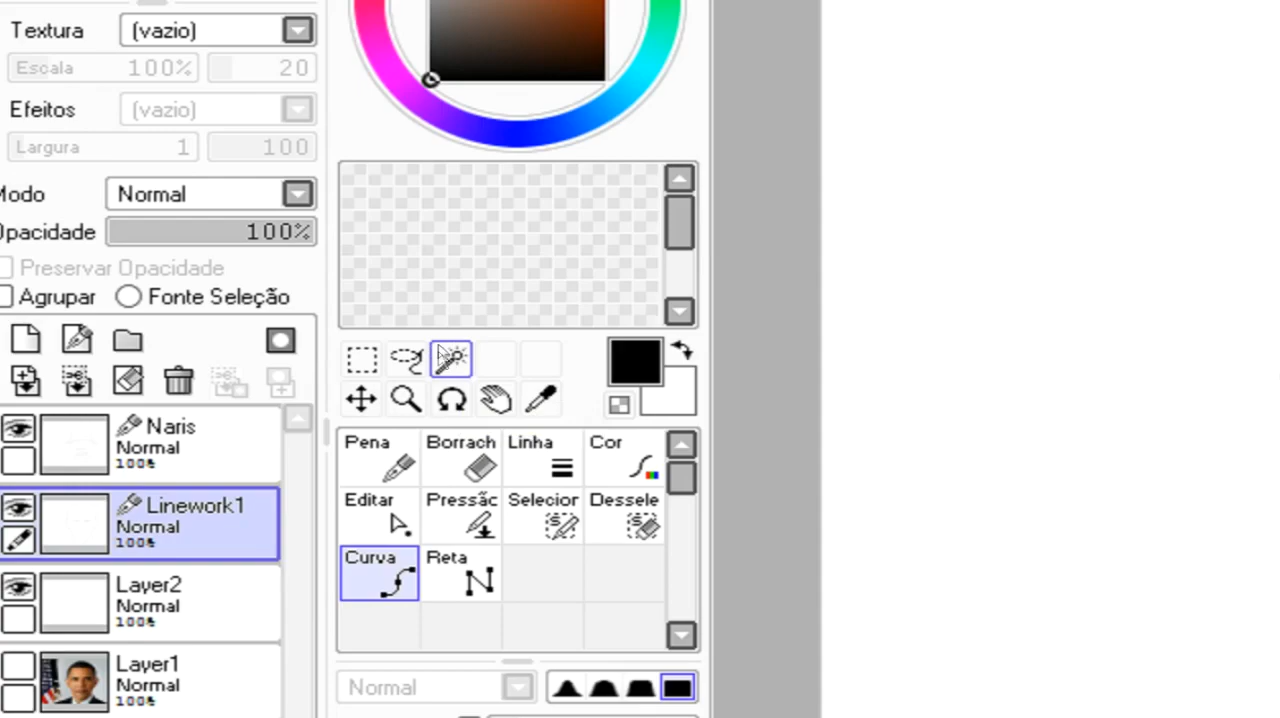 Textura (vazio)
Escala 100% 20
Efeitos (vazio)
Largura 1 100
Modo Normal
Opacidade 100%
Preservar Opacidade
Agrupar Fonte Seleção
Naris
Normal
100%
Linework1
Normal
100%
Layer2
Normal
100%
Layer1
Normal
100%
Pena Borrach Linha Cor
Editar Pressão Selecior Dessele
Curva Reta
Normal